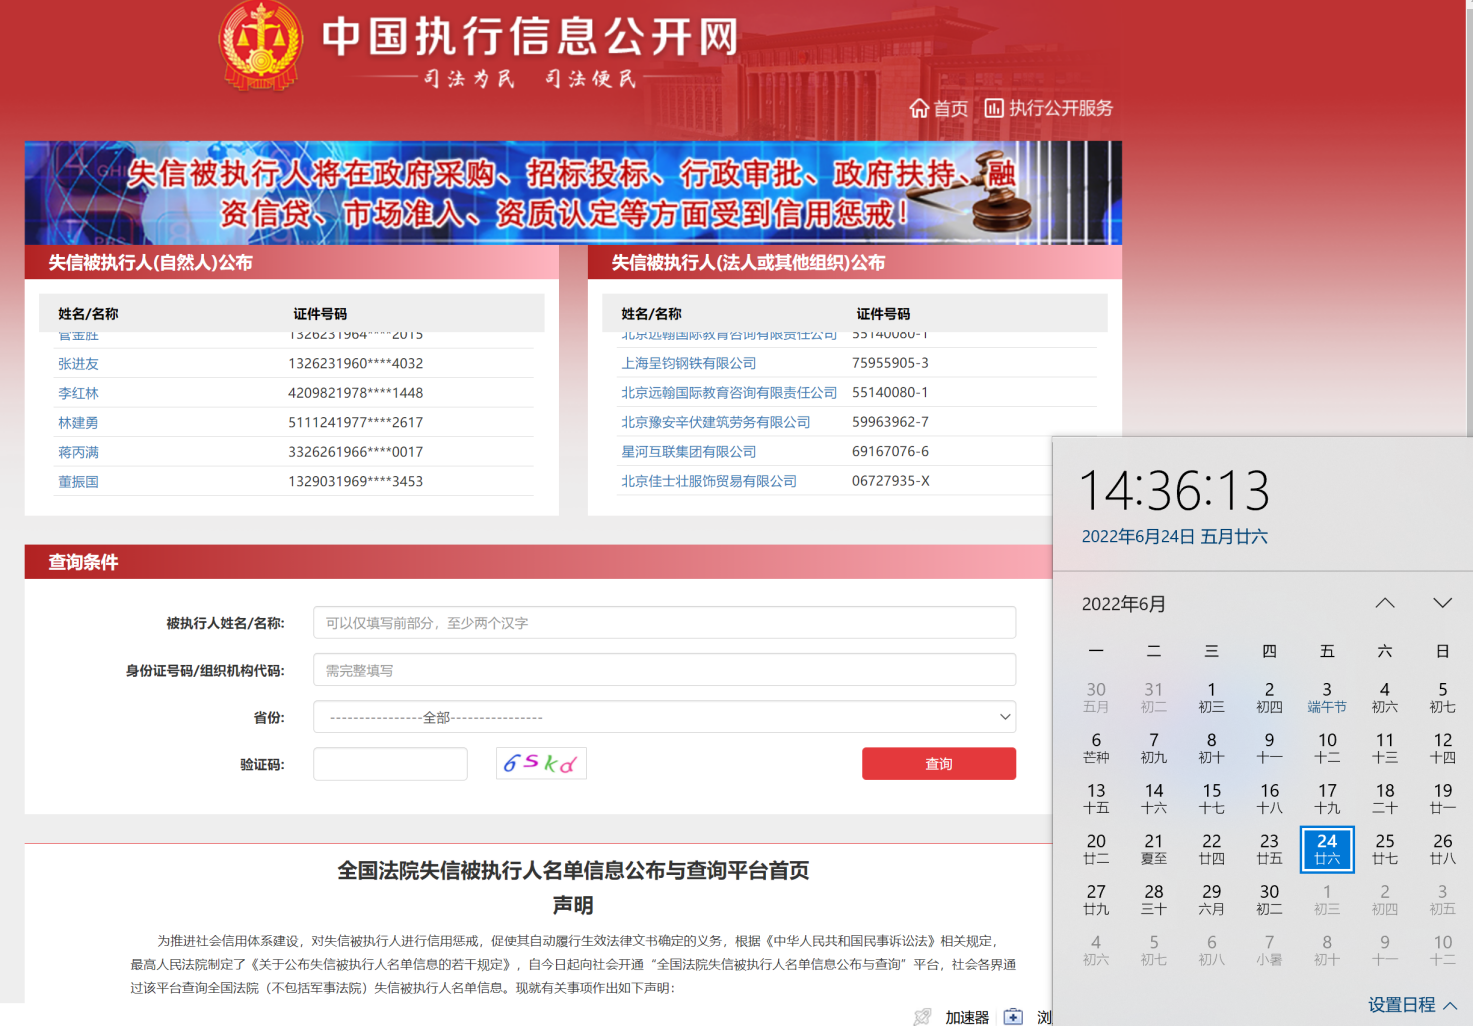 中国执行信息公开网
司法为民 司法便民
首页 执行公开服务
失信被执行人将在政府采购、招标投标、行政审批、政府扶持、融
资信贷、市场准入、资质认定等方面受到信用惩戒！
失信被执行人(自然人)公布
姓名/名称 证件号码
管金胜 1326231964****2015
张进友 1326231960****4032
李红林 4209821978****1448
林建勇 5111241977****2617
蒋丙满 3326261966****0017
董振国 1329031969****3453
失信被执行人(法人或其他组织)公布
姓名/名称 证件号码
北京远翰国际教育咨询有限责任公司 55140080-1
上海呈钧钢铁有限公司 75955905-3
北京远翰国际教育咨询有限责任公司 55140080-1
北京豫安辛伏建筑劳务有限公司 59963962-7
星河互联集团有限公司 69167076-6
北京佳士壮服饰贸易有限公司 06727935-X
查询条件
被执行人姓名/名称: 可以仅填写前部分，至少两个汉字
身份证号码/组织机构代码: 需完整填写
省份: ----------------全部----------------
验证码: 6skd 查询
全国法院失信被执行人名单信息公布与查询平台首页
声明
为推进社会信用体系建设，对失信被执行人进行信用惩戒，促使其自动履行生效法律文书确定的义务，根据《中华人民共和国民事诉讼法》相关规定，
最高人民法院制定了《关于公布失信被执行人名单信息的若干规定》，自今日起向社会开通“全国法院失信被执行人名单信息公布与查询”平台，社会各界通
过该平台查询全国法院（不包括军事法院）失信被执行人名单信息。现就有关事项作出如下声明：
加速器 浏
14:36:13
2022年6月24日 五月廿六
2022年6月
一 二 三 四 五 六 日
30 31 1 2 3 4 5
五月 初二 初三 初四 端午节 初六 初七
6 7 8 9 10 11 12
芒种 初九 初十 十一 十二 十三 十四
13 14 15 16 17 18 19
十五 十六 十七 十八 十九 二十 廿一
20 21 22 23 24 25 26
廿二 夏至 廿四 廿五 廿六 廿七 廿八
27 28 29 30 1 2 3
廿九 三十 六月 初二 初三 初四 初五
4 5 6 7 8 9 10
初六 初七 初八 小暑 初十 十一 十二
设置日程